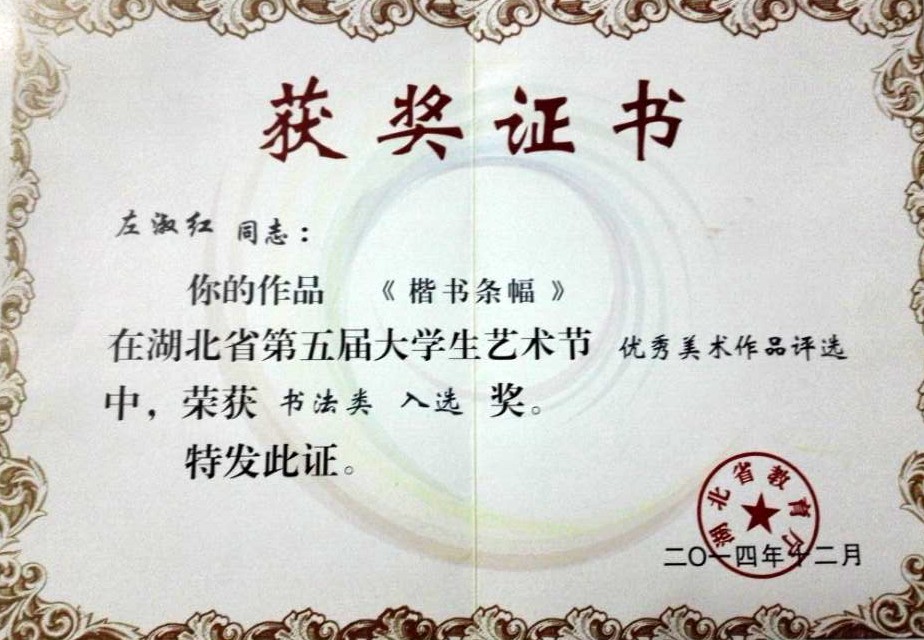 获奖证书
左淑红 同志：
你的作品 《楷书条幅》
在湖北省第五届大学生艺术节 优秀美术作品评选
中，荣获 书法类 入选 奖。
特发此证。
湖北省教育厅
二〇一四年十二月